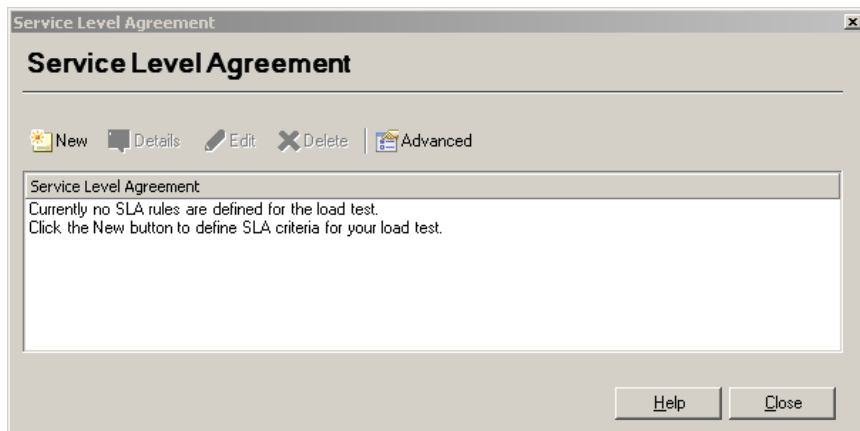 Service Level Agreement
Service Level Agreement
New Details Edit Delete Advanced
Service Level Agreement
Currently no SLA rules are defined for the load test.
Click the New button to define SLA criteria for your load test.
Help Close